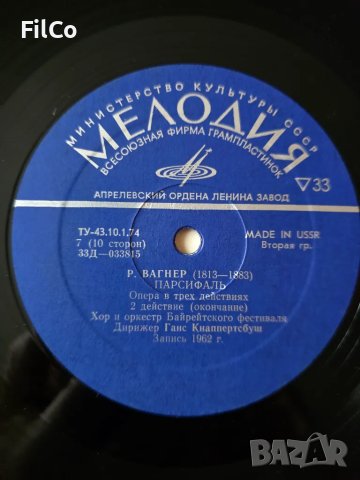 FilCo
МИНИСТЕРСТВО КУЛЬТУРЫ СССР
МЕЛОДИЯ
ВСЕСОЮЗНАЯ ФИРМА ГРАМПЛАСТИНОК
АПРЕЛЕВСКИЙ ОРДЕНА ЛЕНИНА ЗАВОД
▽33
ТУ-43.10.1.74
7 (10 сторон)
33Д—033815
MADE IN USSR
Вторая гр.
Р. ВАГНЕР (1813—1883)
ПАРСИФАЛЬ
Опера в трех действиях
2 действие (окончание)
Хор и оркестр Байрейтского фестиваля
Дирижер Ганс Кнаппертсбуш
Запись 1962 г.
BAZAR